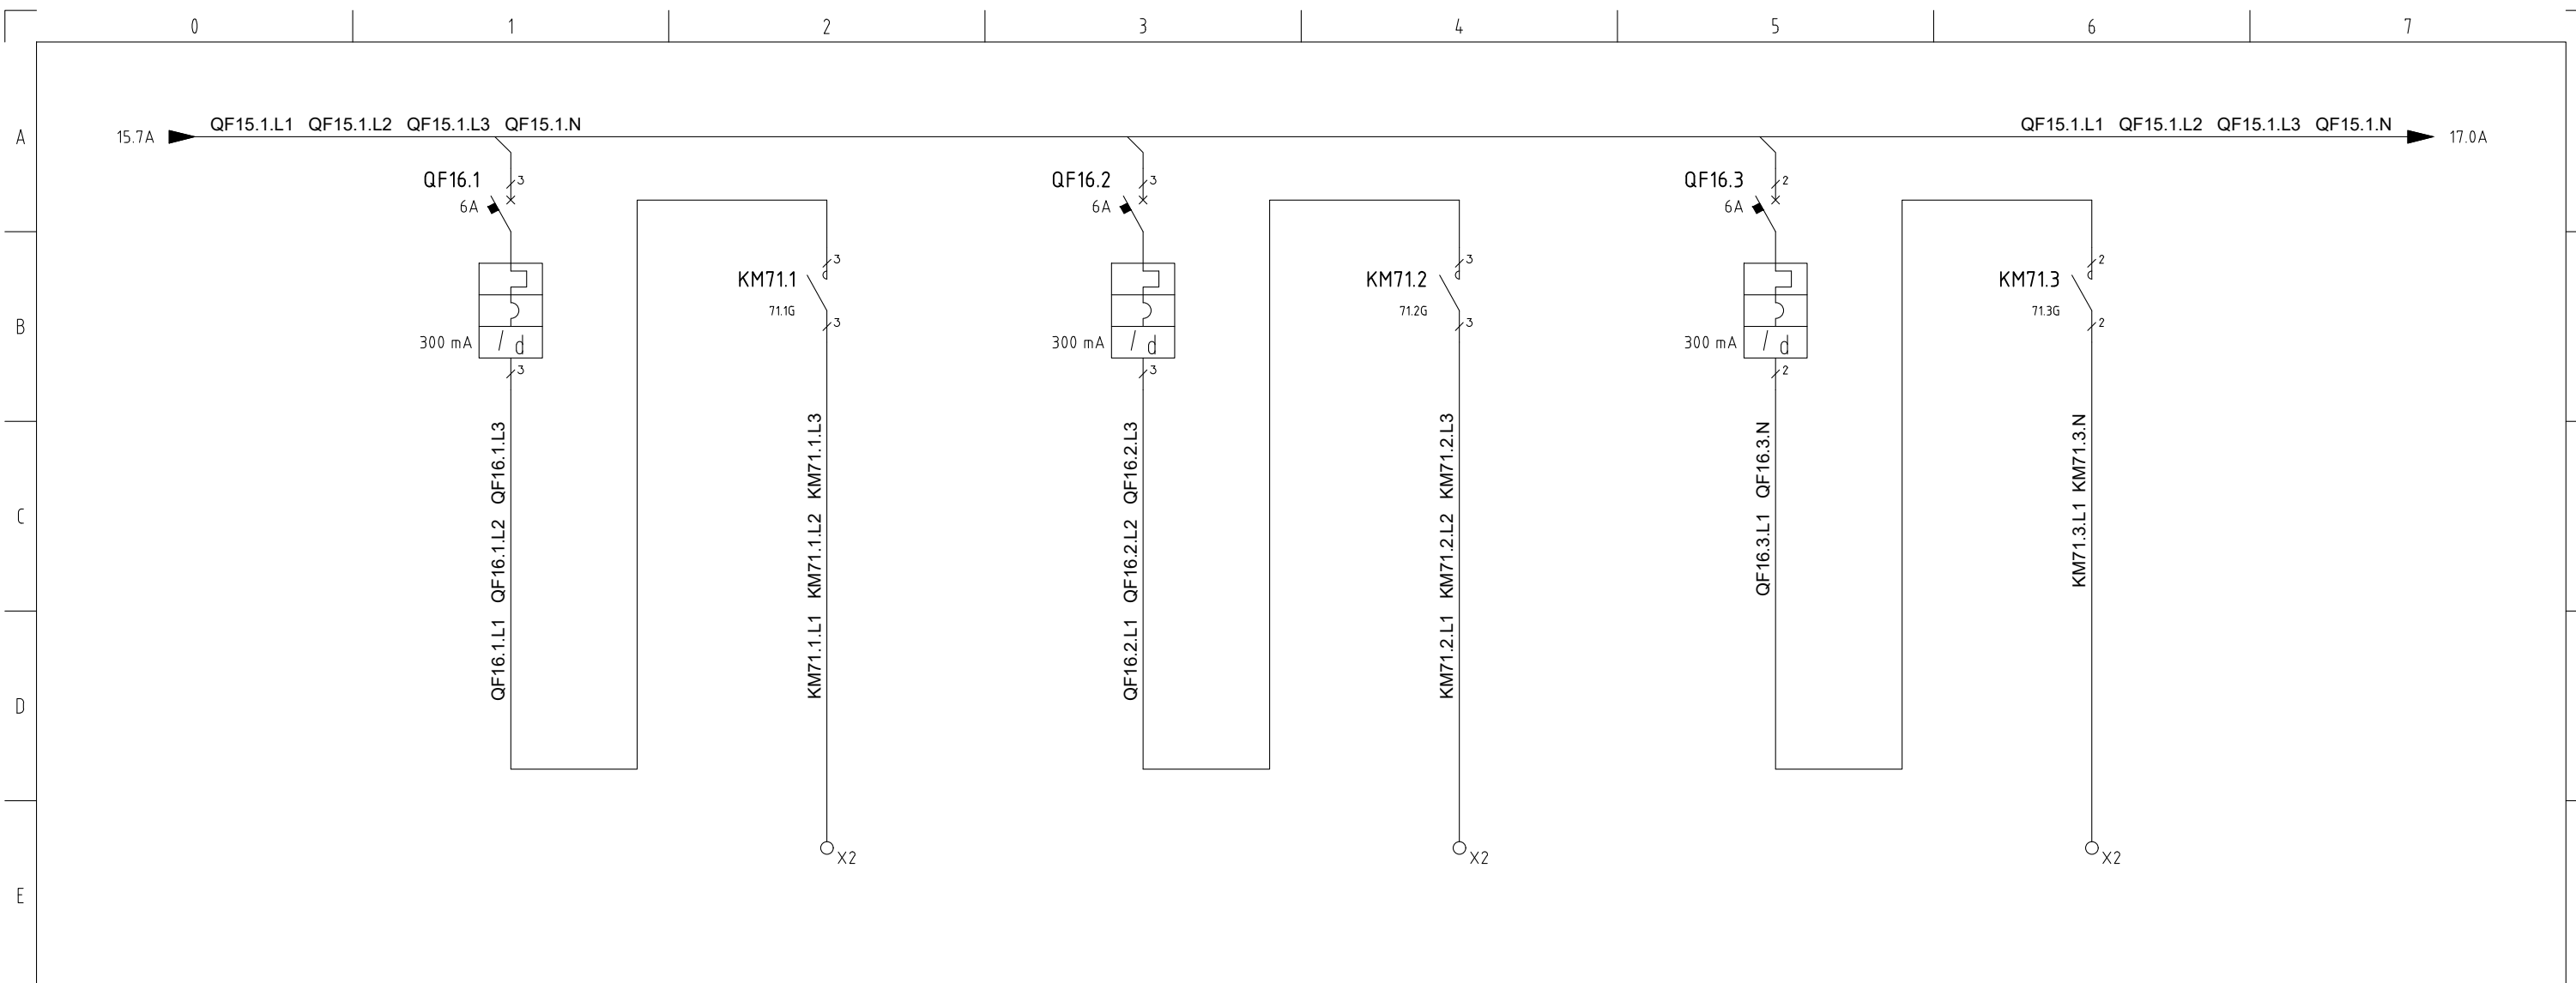 0 1 2 3 4 5 6 7
A
15.7A QF15.1.L1 QF15.1.L2 QF15.1.L3 QF15.1.N QF15.1.L1 QF15.1.L2 QF15.1.L3 QF15.1.N 17.0A
QF16.1 3 QF16.2 3 QF16.3 2
6A 6A 6A
3 3 2
KM71.1 KM71.2 KM71.3
71.1G 71.2G 71.3G
B 3 3 2
300 mA / d 300 mA / d 300 mA / d
3 3 2
C
QF16.1.L1 QF16.1.L2 QF16.1.L3
KM71.1.L1 KM71.1.L2 KM71.1.L3
QF16.2.L1 QF16.2.L2 QF16.2.L3
KM71.2.L1 KM71.2.L2 KM71.2.L3
QF16.3.L1 QF16.3.N
KM71.3.L1 KM71.3.N
D
X2 X2 X2
E